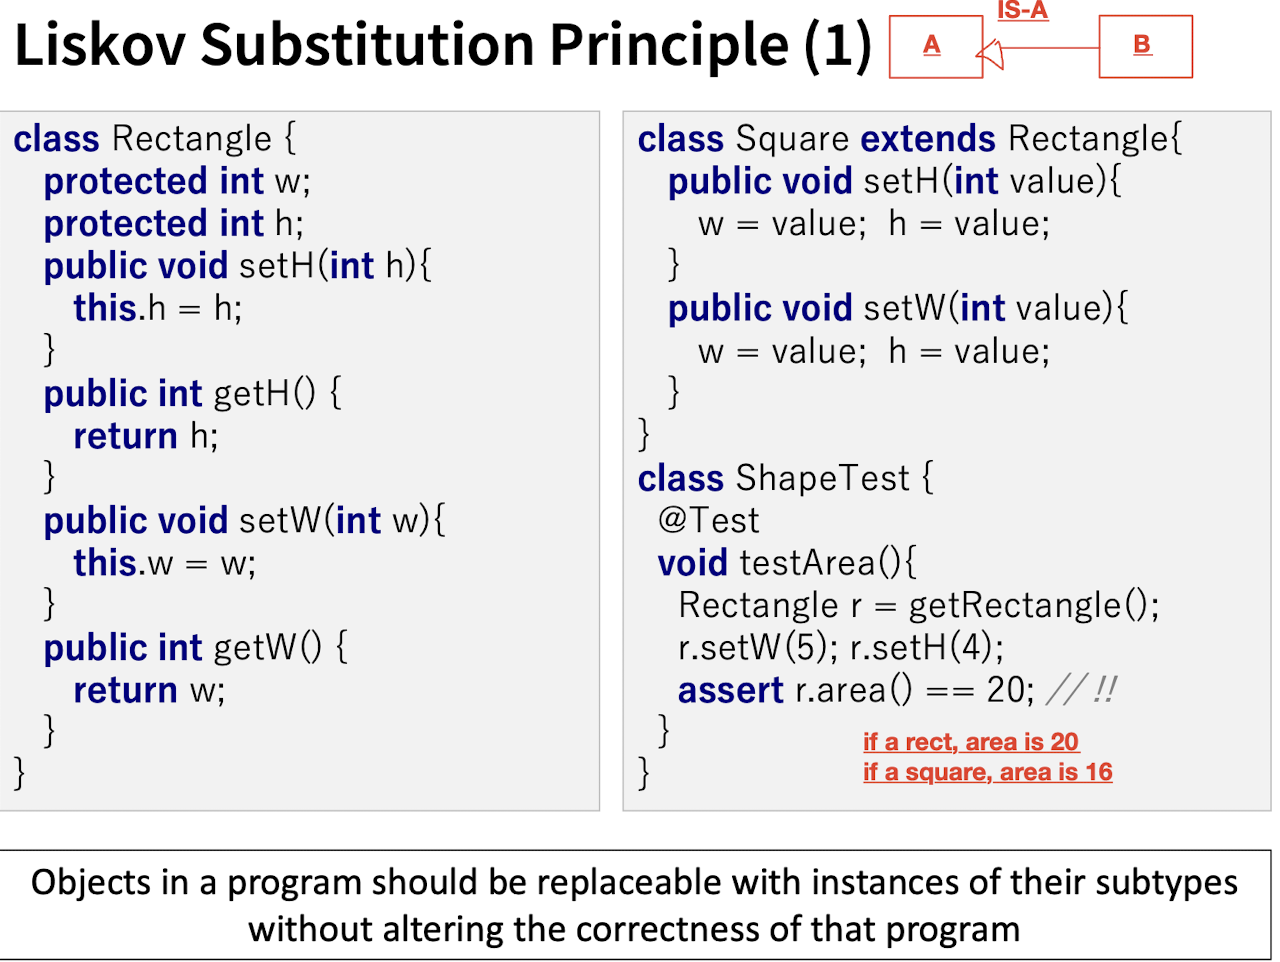 Liskov Substitution Principle (1)
IS-A
A
B
class Rectangle {
protected int w;
protected int h;
public void setH(int h){
this.h = h;
}
public int getH() {
return h;
}
public void setW(int w){
this.w = w;
}
public int getW() {
return w;
}
}
class Square extends Rectangle{
public void setH(int value){
w = value; h = value;
}
public void setW(int value){
w = value; h = value;
}
}
class ShapeTest {
@Test
void testArea(){
Rectangle r = getRectangle();
r.setW(5); r.setH(4);
assert r.area() == 20; // !!
}
if a rect, area is 20
if a square, area is 16
}
Objects in a program should be replaceable with instances of their subtypes
without altering the correctness of that program